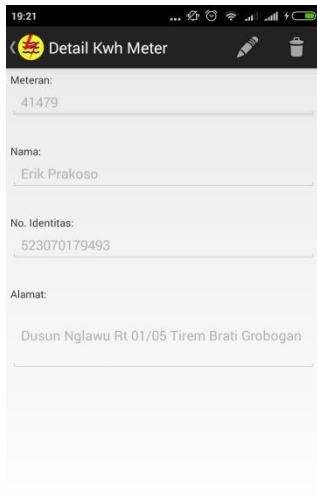 19:21
Detail Kwh Meter
Meteran:
41479
Nama:
Erik Prakoso
No. Identitas:
523070179493
Alamat:
Dusun Nglawu Rt 01/05 Tirem Brati Grobogan